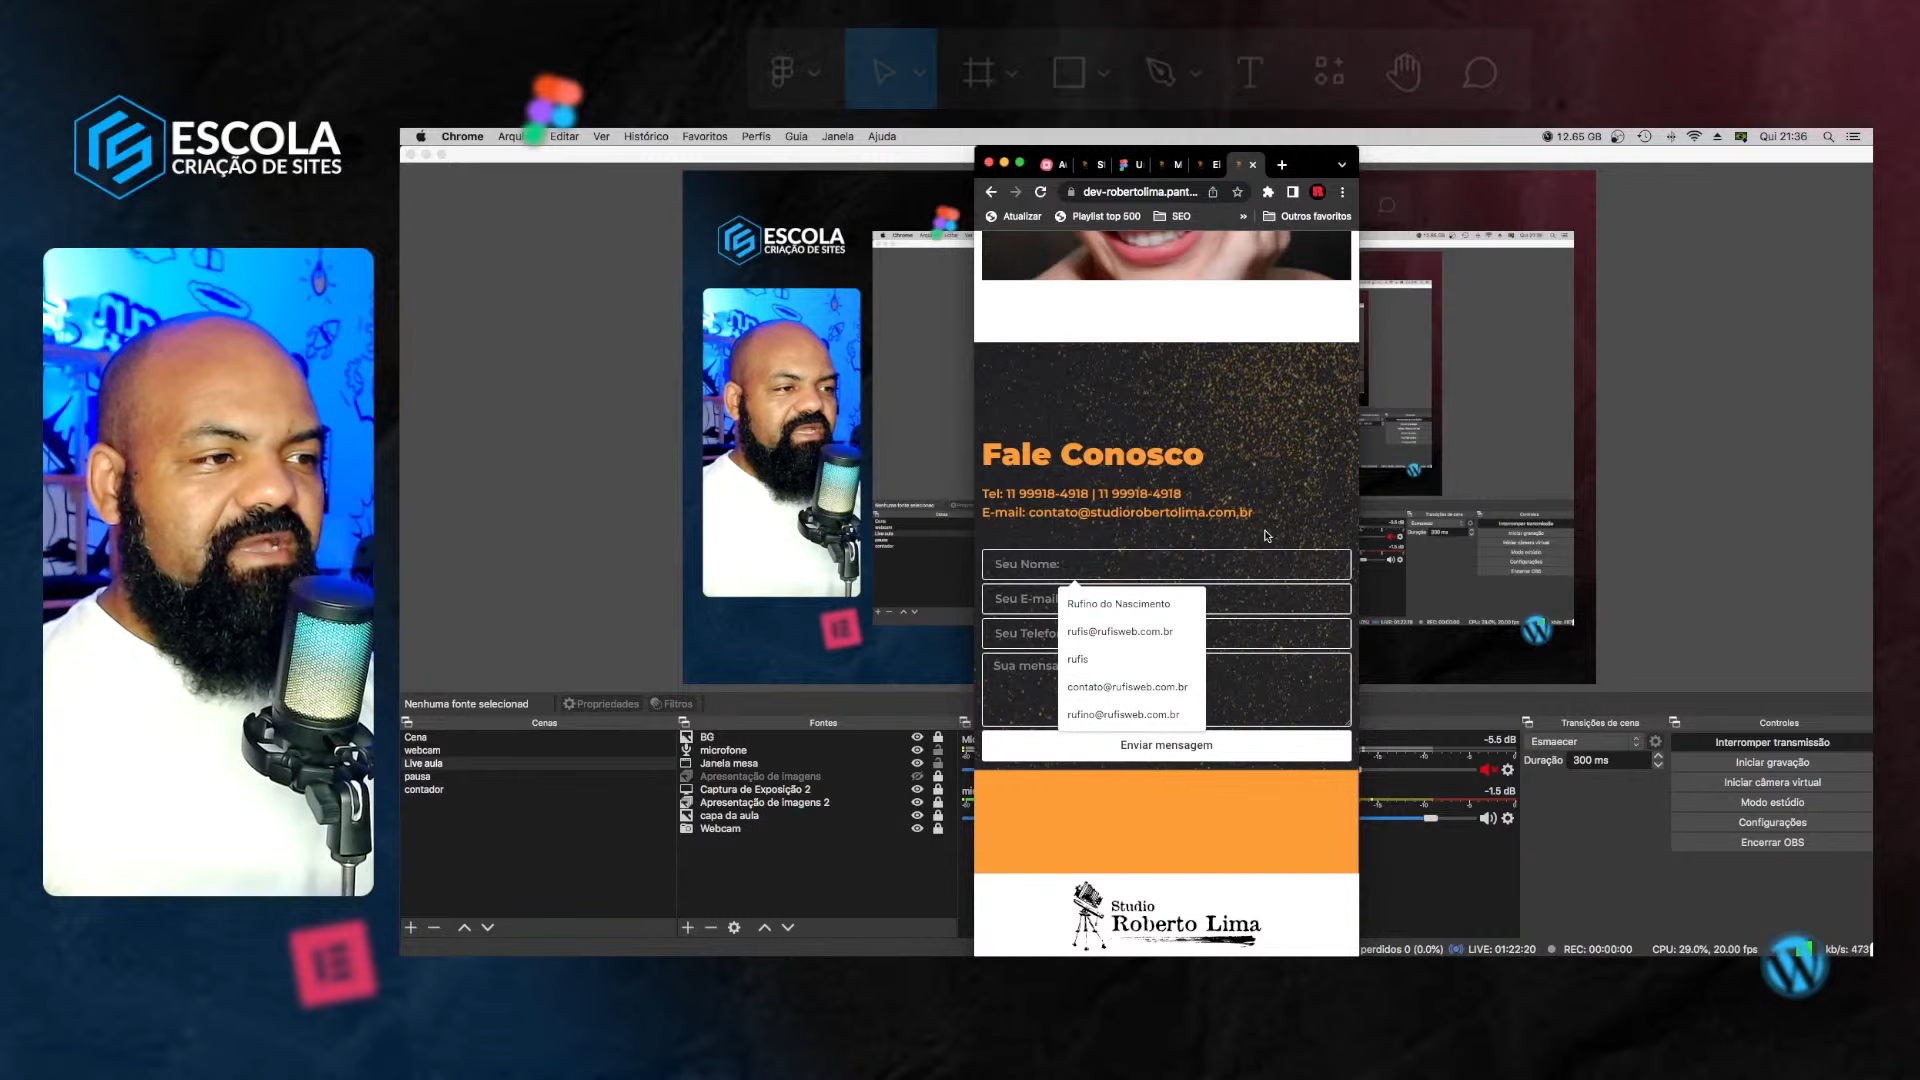 ESCOLA
CRIAÇÃO DE SITES
Chrome Arqui Editar Ver Histórico Favoritos Perfis Guia Janela Ajuda
12.65 GB Qui 21:36
dev-robertolima.pant...
Atualizar Playlist top 500 SEO » Outros favoritos
ESCOLA
CRIAÇÃO DE SITES
Fale Conosco
Tel: 11 99918-4918 | 11 99918-4918
E-mail: contato@studiorobertolima.com,br
Seu Nome:
Seu E-mail
Seu Telefo
Sua mensa
Rufino do Nascimento
rufis@rufisweb.com.br
rufis
contato@rufisweb.com.br
rufino@rufisweb.com.br
Enviar mensagem
Studio
Roberto Lima
Nenhuma fonte selecionad
Propriedades
Filtros
Cenas
Cena
webcam
Live aula
pausa
contador
Fontes
BG
microfone
Janela mesa
Apresentação de imagens
Captura de Exposição 2
Apresentação de imagens 2
capa da aula
Webcam
-5.5 dB
-1.5 dB
Transições de cena
Esmaecer
Duração 300 ms
Controles
Interromper transmissão
Iniciar gravação
Iniciar câmera virtual
Modo estúdio
Configurações
Encerrar OBS
perdidos 0 (0.0%) LIVE: 01:22:20 REC: 00:00:00 CPU: 29.0%, 20.00 fps kb/s: 473